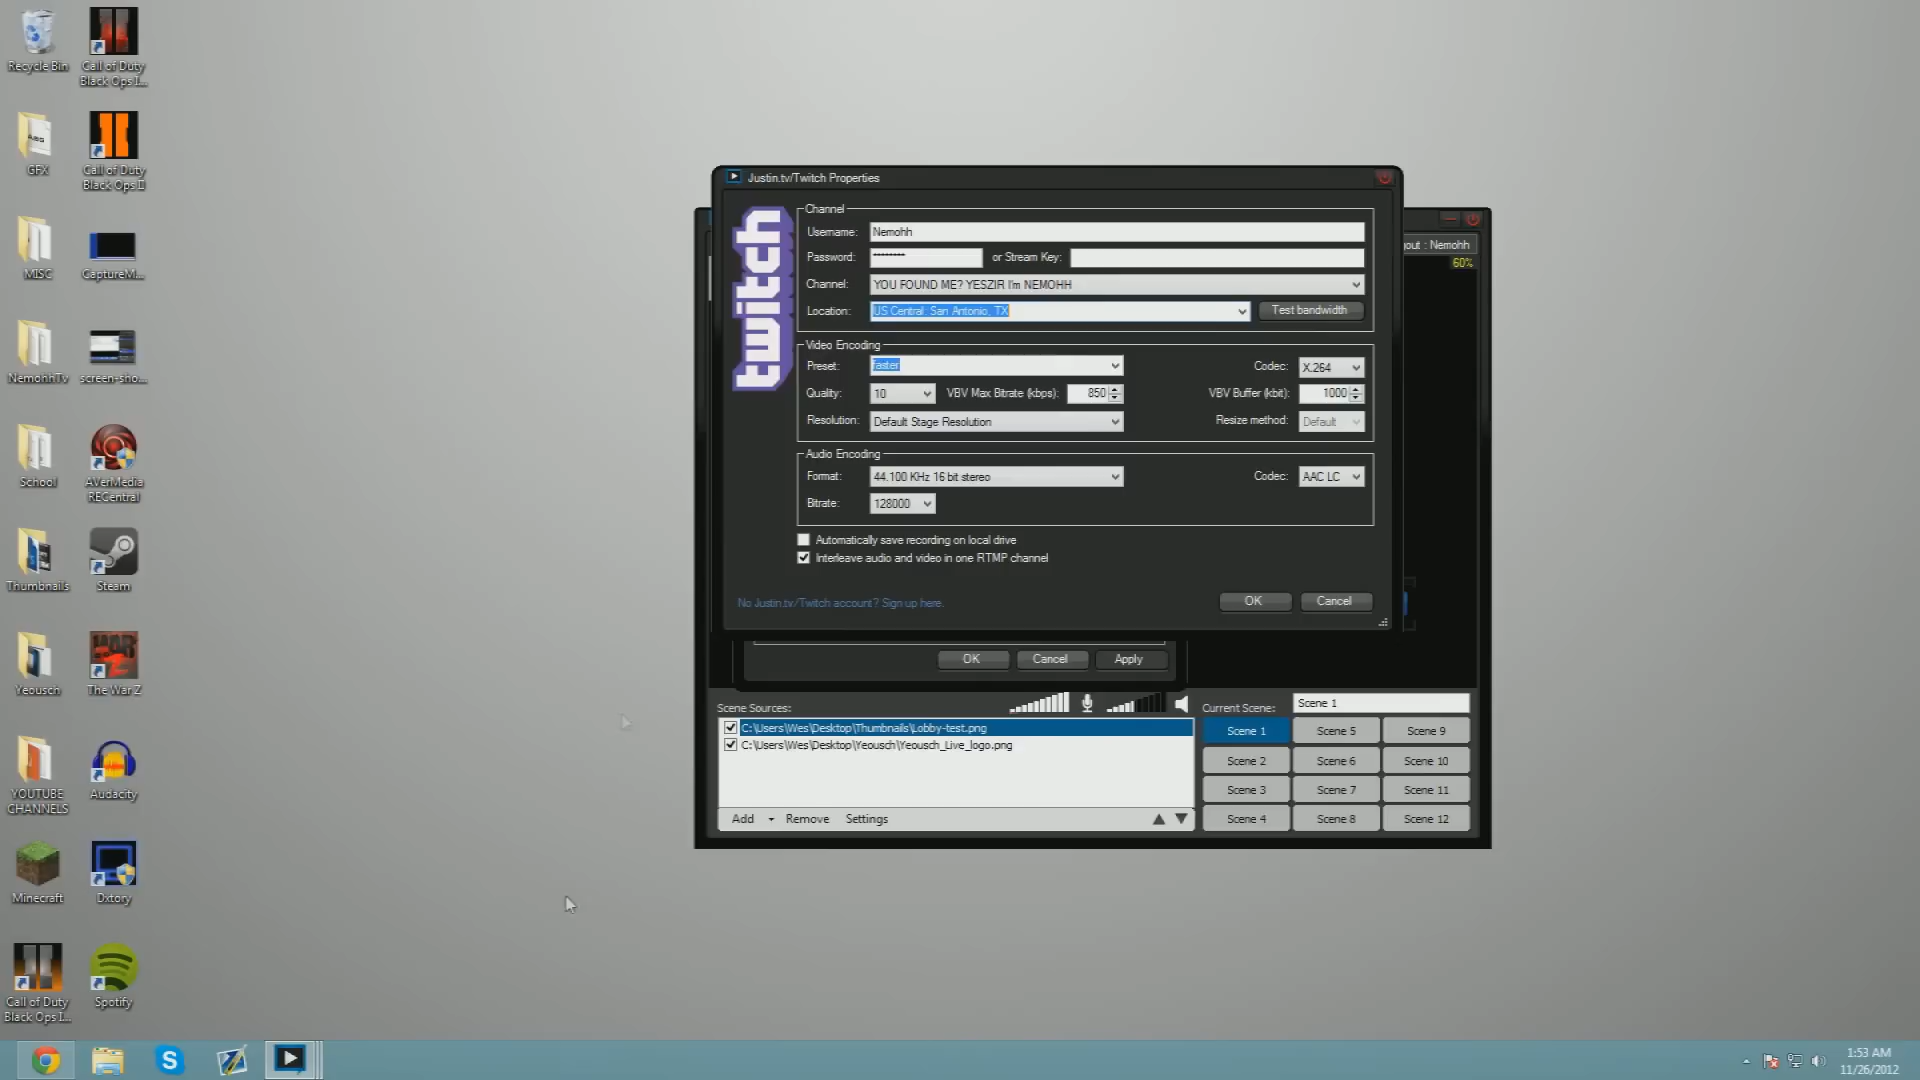 Recycle Bin
Call of Duty
Black Ops I...
GFX
Call of Duty
Black Ops II
MISC
CaptureM...
NemohhTv
screen-sho...
School
AVerMedia
RECentral
Thumbnails
Steam
Yeousch
The War Z
YOUTUBE
CHANNELS
Audacity
Minecraft
Dxtory
Call of Duty
Black Ops I...
Spotify
Justin.tv/Twitch Properties
twitch
Channel
Username: Nemohh
Password: ******** or Stream Key:
Channel: YOU FOUND ME? YESZIR I'm NEMOHH
Location: US Central: San Antonio, TX Test bandwidth
Video Encoding
Preset: faster Codec: X.264
Quality: 10 VBV Max Bitrate (kbps): 850 VBV Buffer (kbit): 1000
Resolution: Default Stage Resolution Resize method: Default
Audio Encoding
Format: 44.100 KHz 16 bit stereo Codec: AAC LC
Bitrate: 128000
Automatically save recording on local drive
Interleave audio and video in one RTMP channel
No Justin.tv/Twitch account? Sign up here.
OK Cancel
out : Nemohh
60%
OK Cancel Apply
Scene Sources:
C:\Users\Wes\Desktop\Thumbnails\Lobby-test.png
C:\Users\Wes\Desktop\Yeousch\Yeousch_Live_logo.png
Add Remove Settings
Current Scene: Scene 1
Scene 1 Scene 5 Scene 9
Scene 2 Scene 6 Scene 10
Scene 3 Scene 7 Scene 11
Scene 4 Scene 8 Scene 12
1:53 AM
11/26/2012